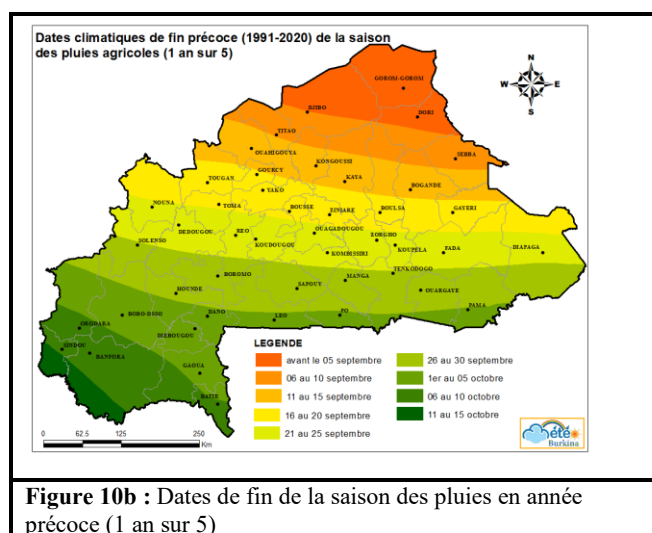 Dates climatiques de fin précoce (1991-2020) de la saison
des pluies agricoles (1 an sur 5)
N
W E
S
GOROM-GOROM
DJIBO
DORI
TITAO
OUAHIGOUYA
SEBBA
KONGOUSSI
GOURCY
TOUGAN
KAYA
BOGANDE
YAKO
NOUNA
TOMA
BOUSSE
ZINIARE
BOULSA
GAYERI
DEDOUGOU
REO
OUAGADOUGOU
SOLENSO
KOUDOUGOU
ZORGHO
KOUPELA
FADA
DIAPAGA
KOMBISSIRI
BOROMO
TENKODOGO
MANGA
HOUNDE
SAPOUY
OUARGAYE
BOBO-DSSO
DANO
LEO
PO
PAMA
ORODARA
DIEBOUGOU
SINDOU
BANFORA
GAOUA
BATIE
LEGENDE
avant le 05 septembre
06 au 10 septembre
11 au 15 septembre
16 au 20 septembre
21 au 25 septembre
26 au 30 septembre
1er au 05 octobre
06 au 10 octobre
11 au 15 octobre
0 62.5 125 250
Km
météo
Burkina
Figure 10b : Dates de fin de la saison des pluies en année
précoce (1 an sur 5)